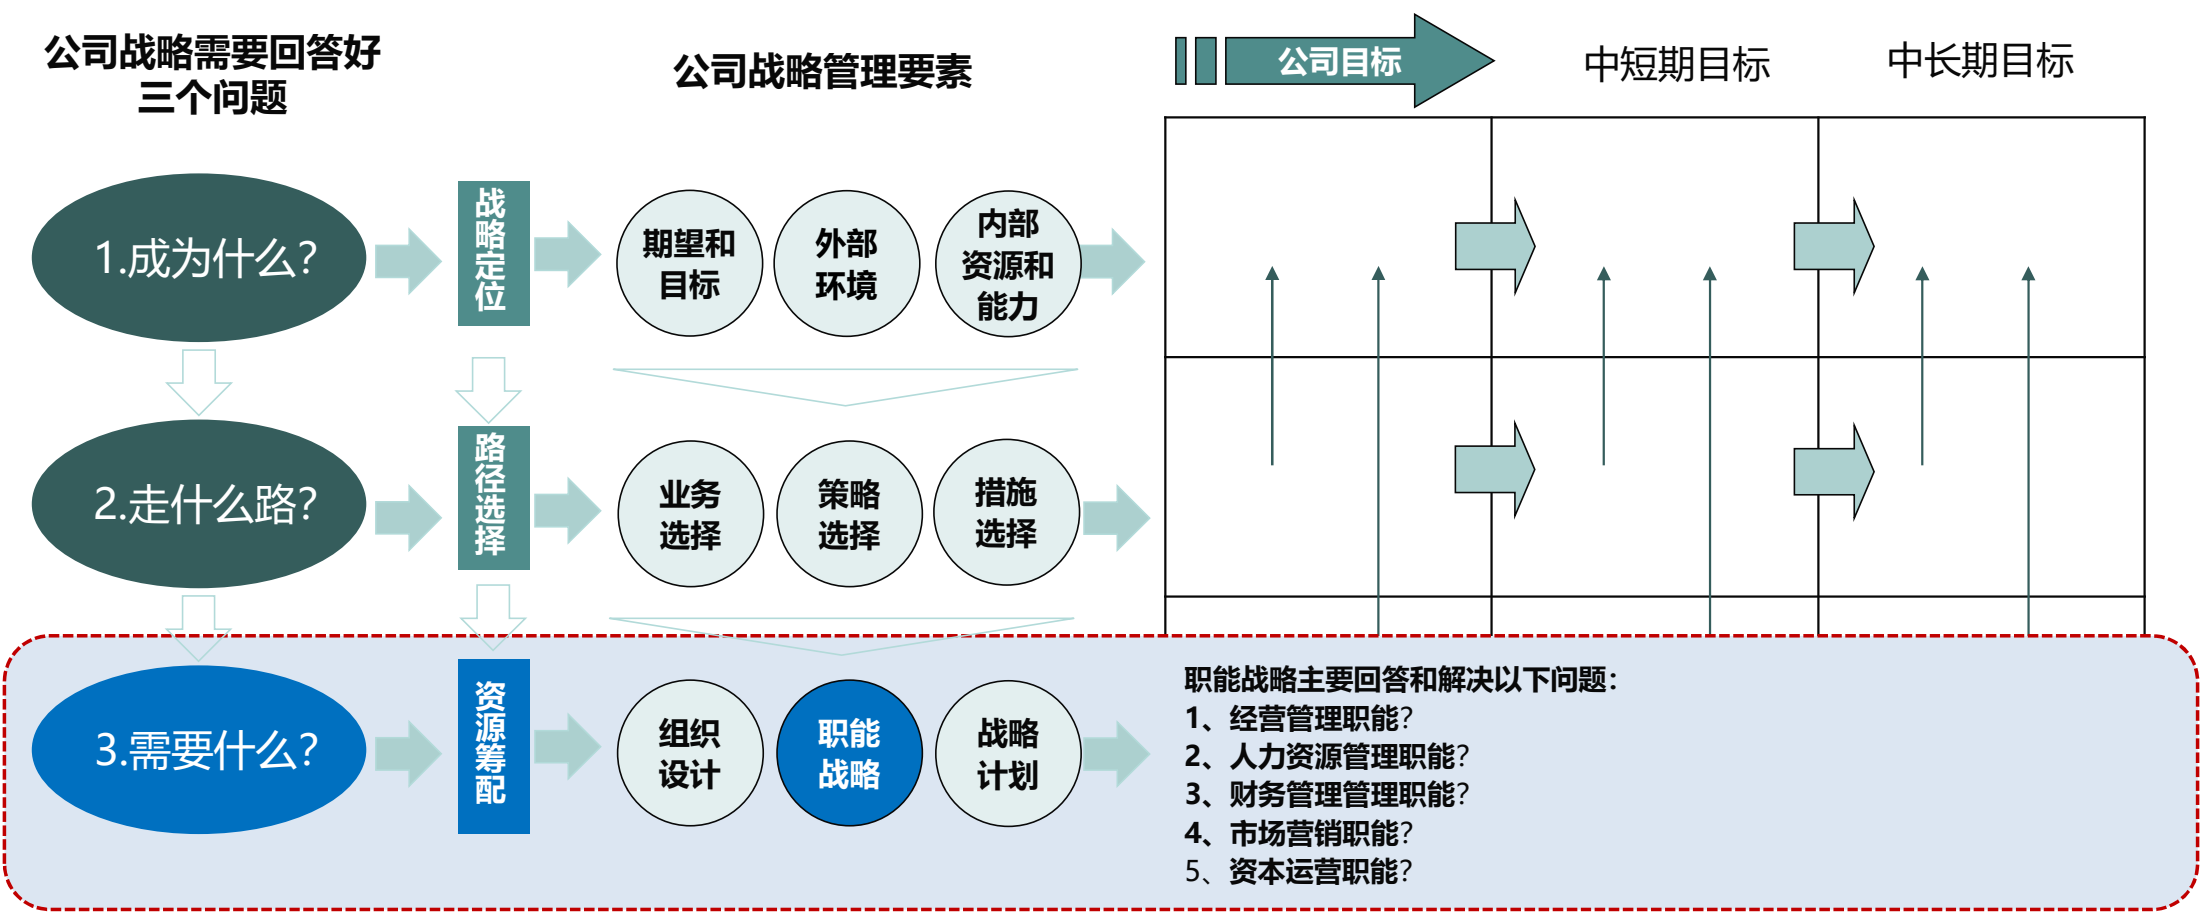 公司战略需要回答好
三个问题
公司战略管理要素
公司目标
中短期目标
中长期目标
1.成为什么？
战略定位
期望和
目标
外部
环境
内部
资源和
能力
2.走什么路？
路径选择
业务
选择
策略
选择
措施
选择
3.需要什么？
资源筹配
组织
设计
职能
战略
战略
计划
职能战略主要回答和解决以下问题：
1、经营管理职能？
2、人力资源管理职能？
3、财务管理管理职能？
4、市场营销职能？
5、资本运营职能？